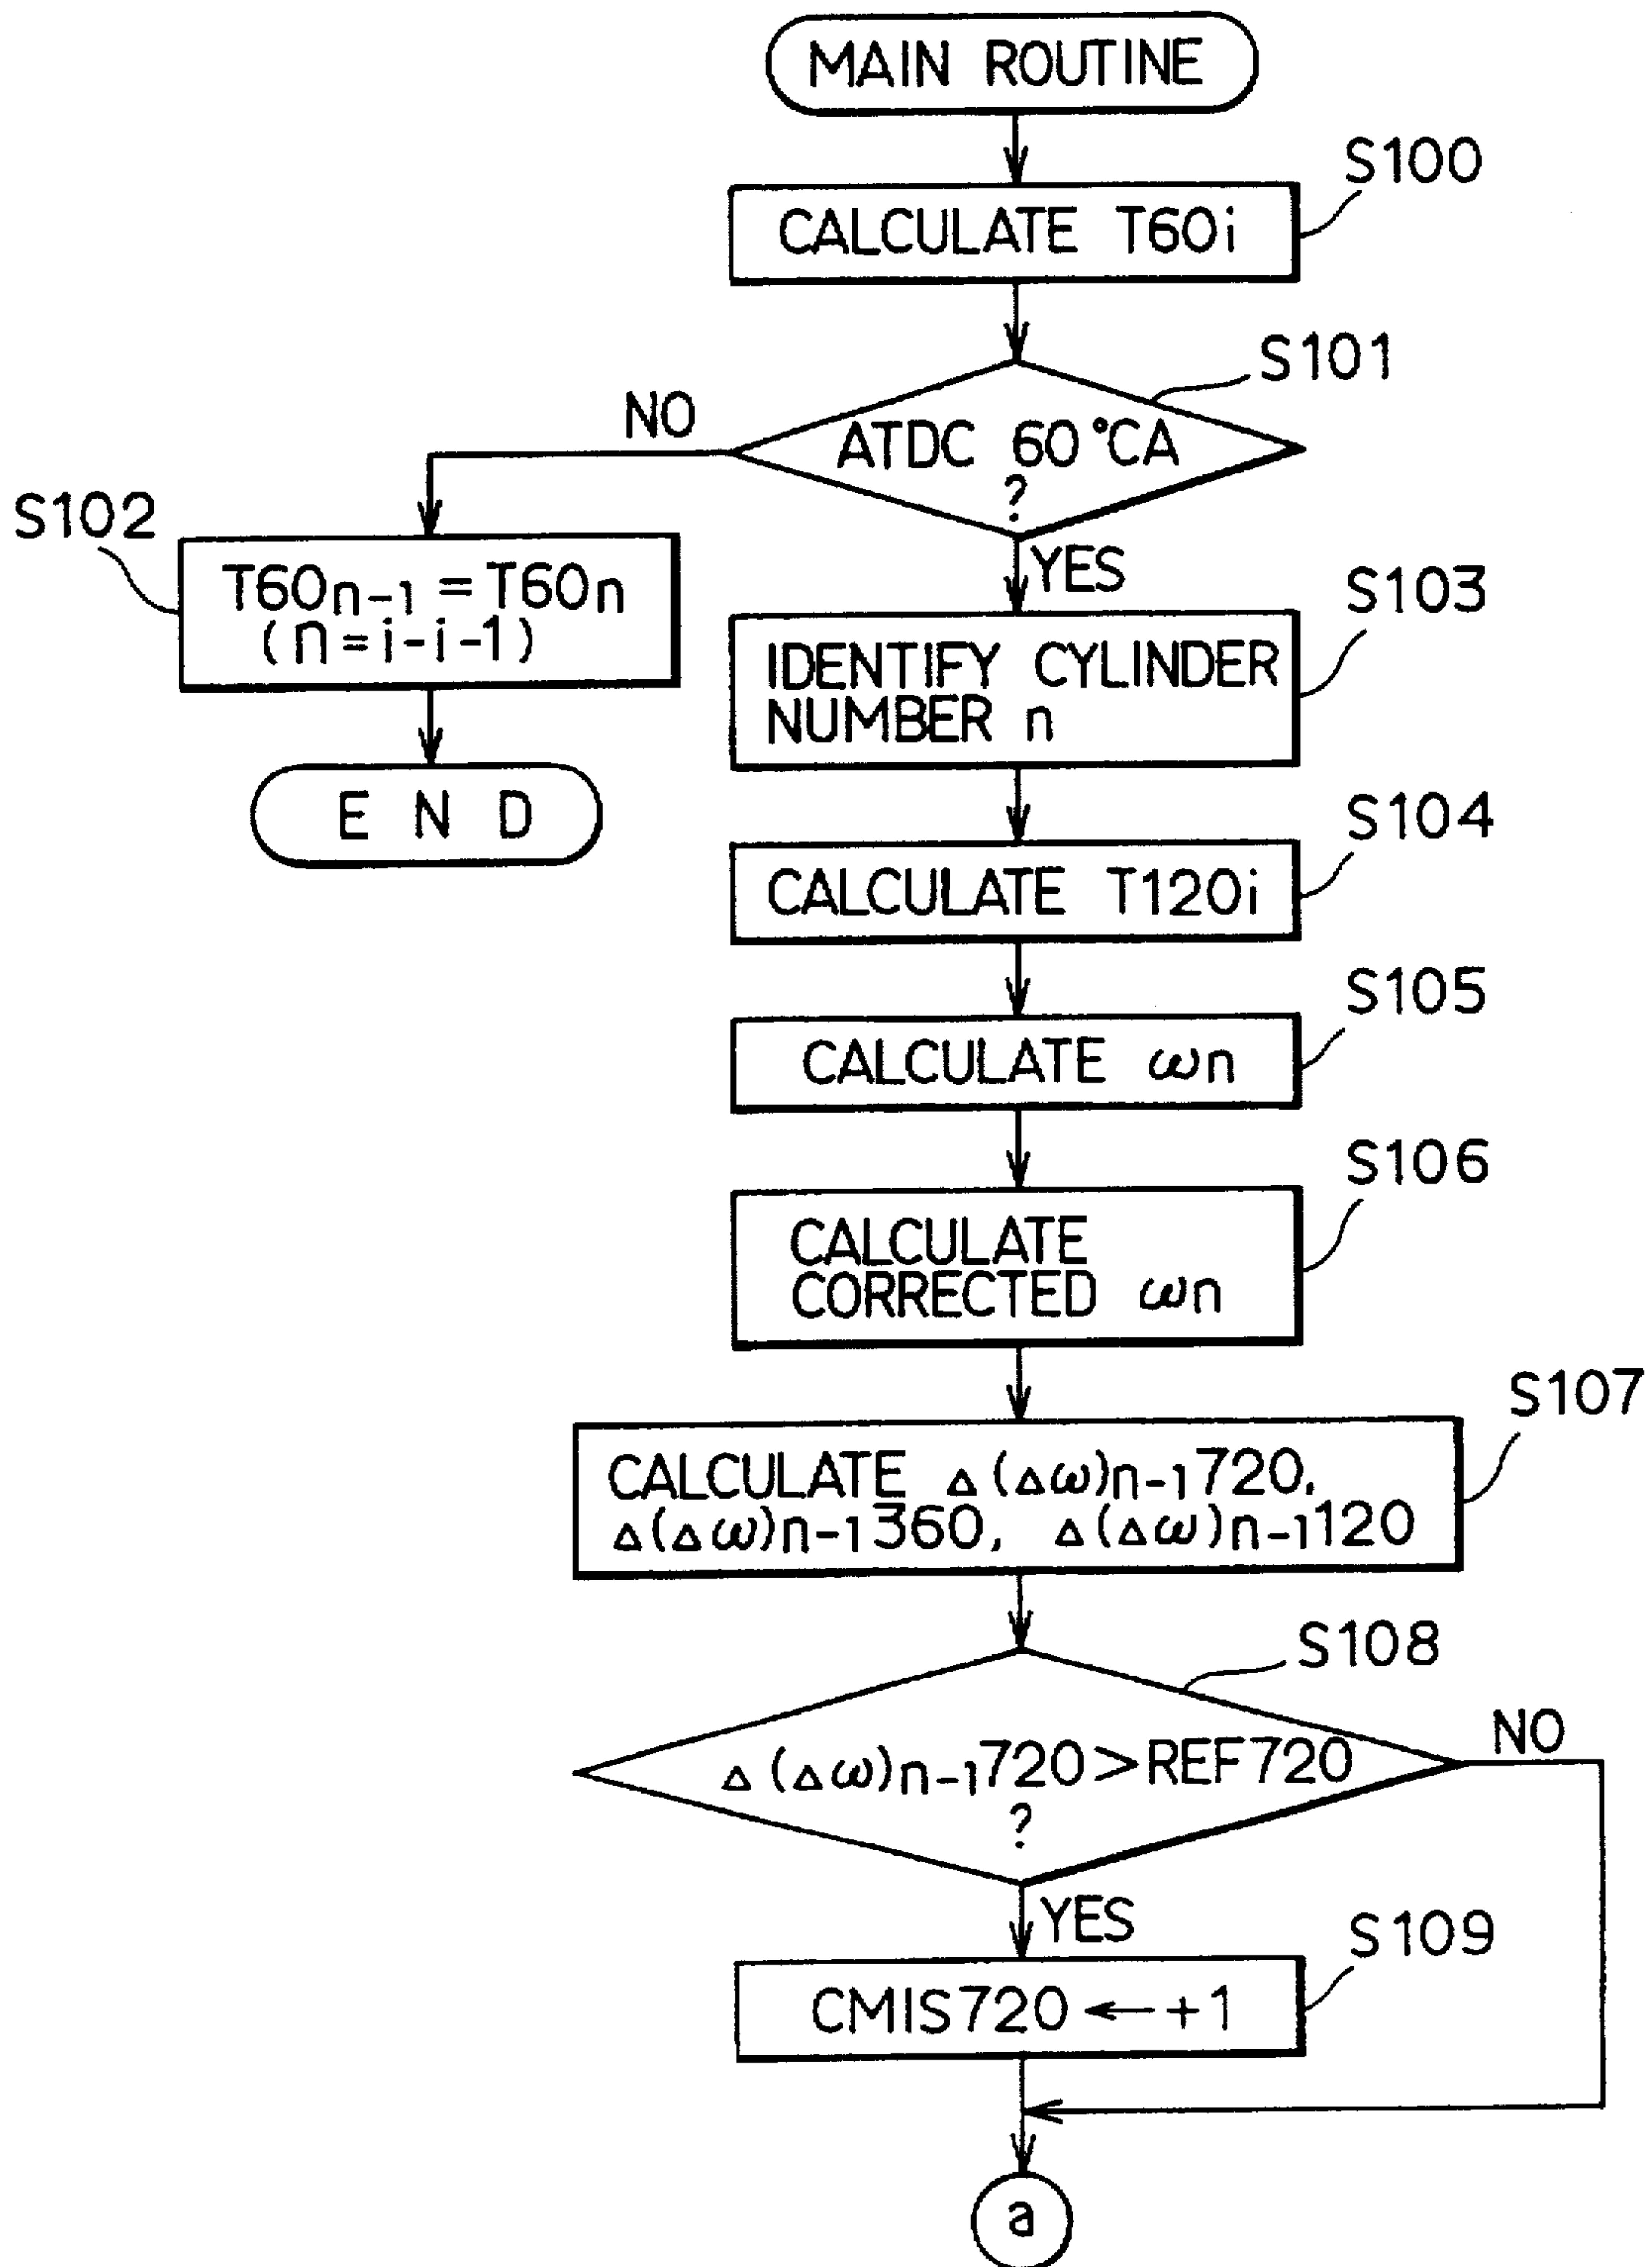 MAIN ROUTINE
S100
CALCULATE T60i
S101
NO
ATDC 60°CA
?
S102
YES
T60n-1 = T60n
(n=i-i-1)
S103
IDENTIFY CYLINDER
NUMBER n
END
S104
CALCULATE T120i
S105
CALCULATE ωn
S106
CALCULATE
CORRECTED ωn
S107
CALCULATE Δ(Δω)n-1720,
Δ(Δω)n-1360, Δ(Δω)n-1120
S108
NO
Δ(Δω)n-1720>REF720
?
YES
S109
CMIS720 ← +1
a